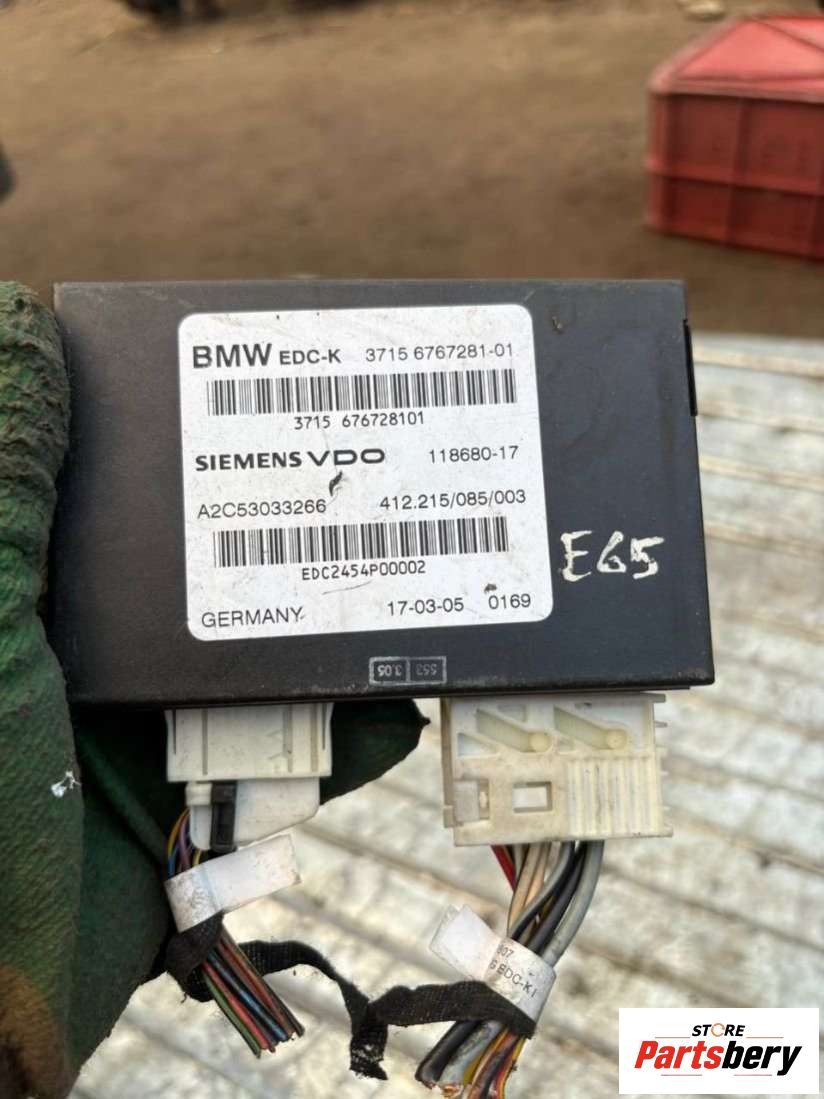 BMW EDC-K 3715 6767281-01
3715 676728101
SIEMENS VDO 118680-17
A2C53033266 412.215/085/003
EDC2454P00002
GERMANY 17-03-05 0169
E65
553 3.05
EDC-K I
STORE
Partsbery